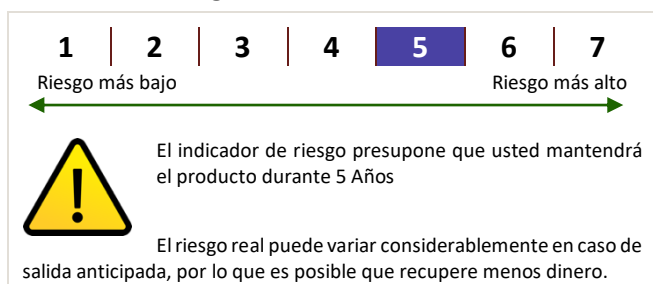 1 2 3 4 5 6 7
Riesgo más bajo Riesgo más alto
El indicador de riesgo presupone que usted mantendrá
el producto durante 5 Años
El riesgo real puede variar considerablemente en caso de
salida anticipada, por lo que es posible que recupere menos dinero.